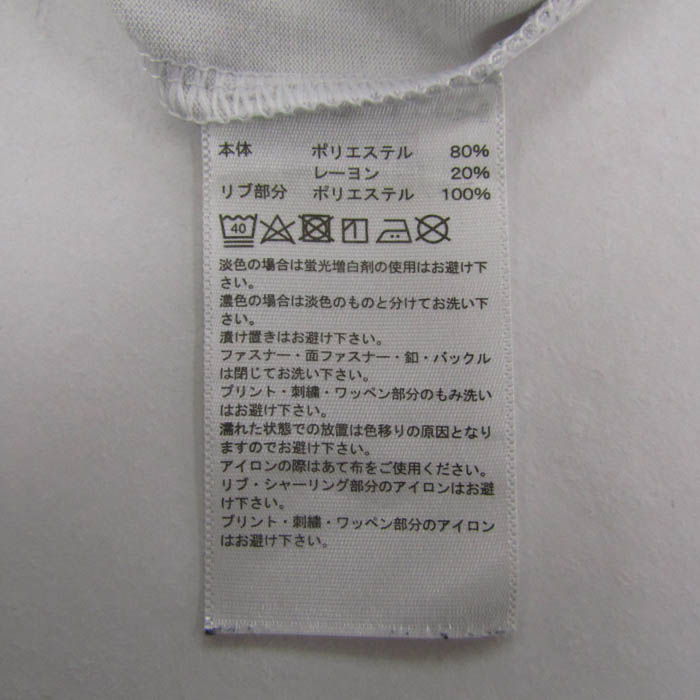 本体 ポリエステル 80%
レーヨン 20%
リブ部分 ポリエステル 100%
40
淡色の場合は蛍光増白剤の使用はお避け下
さい。
濃色の場合は淡色のものと分けてお洗い下
さい。
漬け置きはお避け下さい。
ファスナー・面ファスナー・釦・バックル
は閉じてお洗い下さい。
プリント・刺繍・ワッペン部分のもみ洗い
はお避け下さい。
濡れた状態での放置は色移りの原因となり
ますのでお避け下さい。
アイロンの際はあて布をご使用ください。
リブ・シャーリング部分のアイロンはお避
け下さい。
プリント・刺繍・ワッペン部分のアイロン
はお避け下さい。